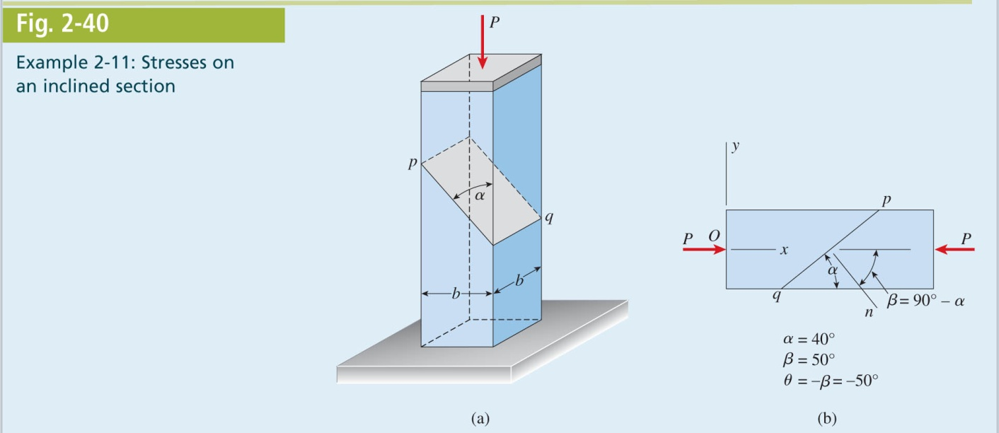 Fig. 2-40
Example 2-11: Stresses on
an inclined section
P
p
α
q
b
b
(a)
y
p
P
O
x
P
α
q
n
β = 90° – α
α = 40°
β = 50°
θ = –β = –50°
(b)